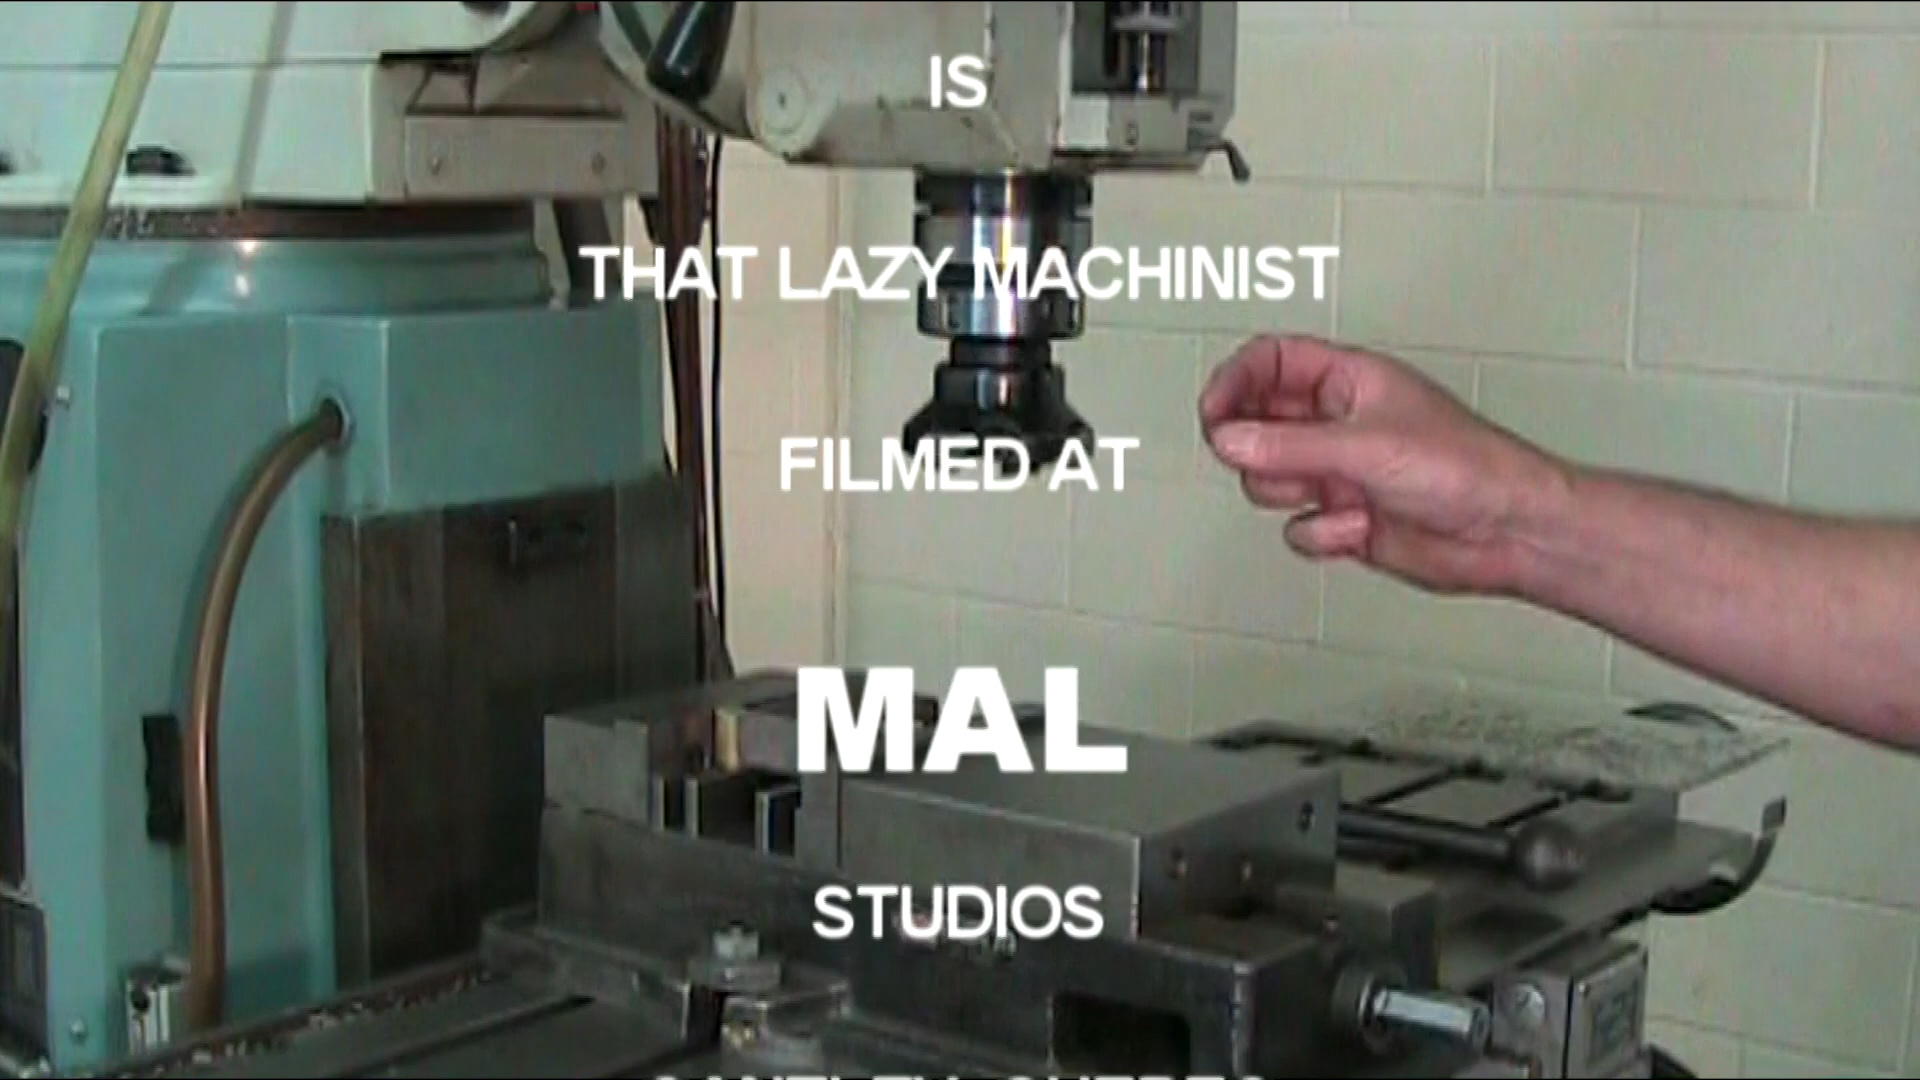 IS
THAT LAZY MACHINIST
FILMED AT
MAL
STUDIOS